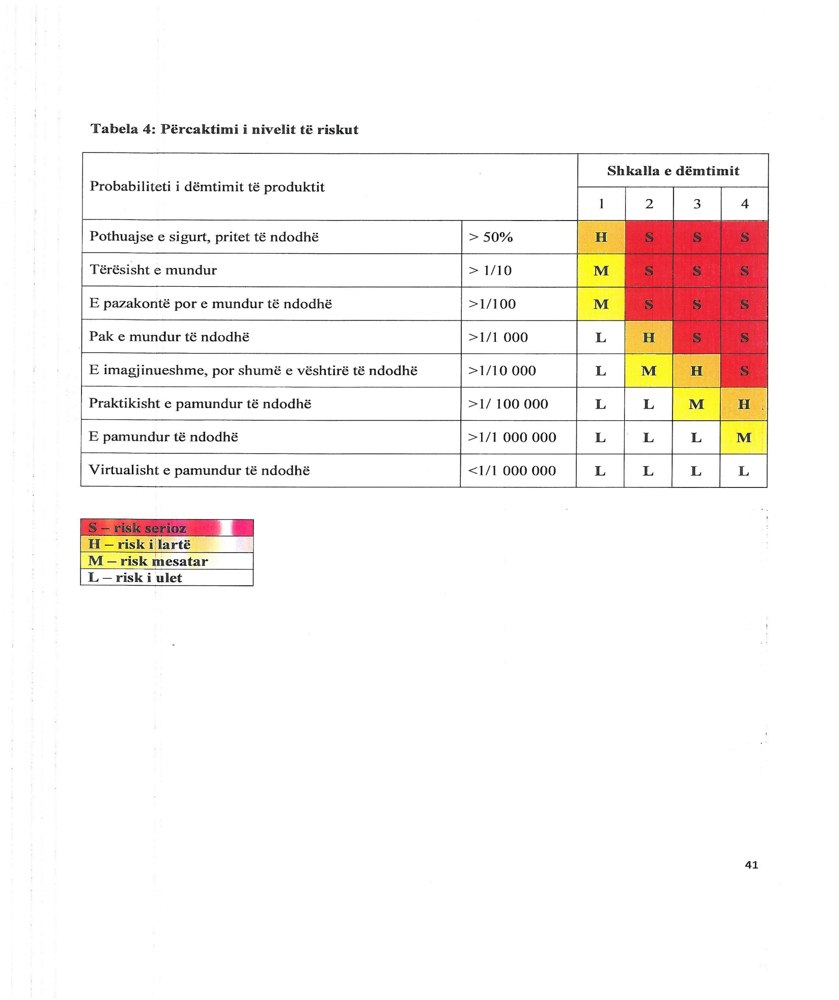 Tabela 4: Përcaktimi i nivelit të riskut
Probabiliteti i dëmtimit të produktit
Shkalla e dëmtimit
1 2 3 4
Pothuajse e sigurt, pritet të ndodhë > 50% H S S S
Tërësisht e mundur > 1/10 M S S S
E pazakontë por e mundur të ndodhë >1/100 M S S S
Pak e mundur të ndodhë >1/1 000 L H S S
E imagjinueshme, por shumë e vështirë të ndodhë >1/10 000 L M H S
Praktikisht e pamundur të ndodhë >1/ 100 000 L L M H
E pamundur të ndodhë >1/1 000 000 L L L M
Virtualisht e pamundur të ndodhë <1/1 000 000 L L L L
S – risk serioz
H – risk i lartë
M – risk mesatar
L – risk i ulet
41